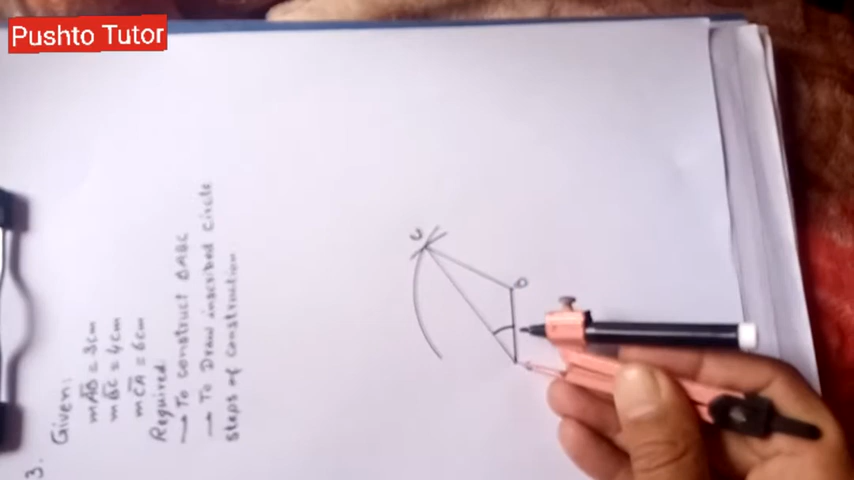 Pushto Tutor
3. Given:
mAB = 3cm
mBC = 4cm
mCA = 6cm
Required:
→ To construct ΔABC
→ To Draw inscribed circle
steps of construction
C
B